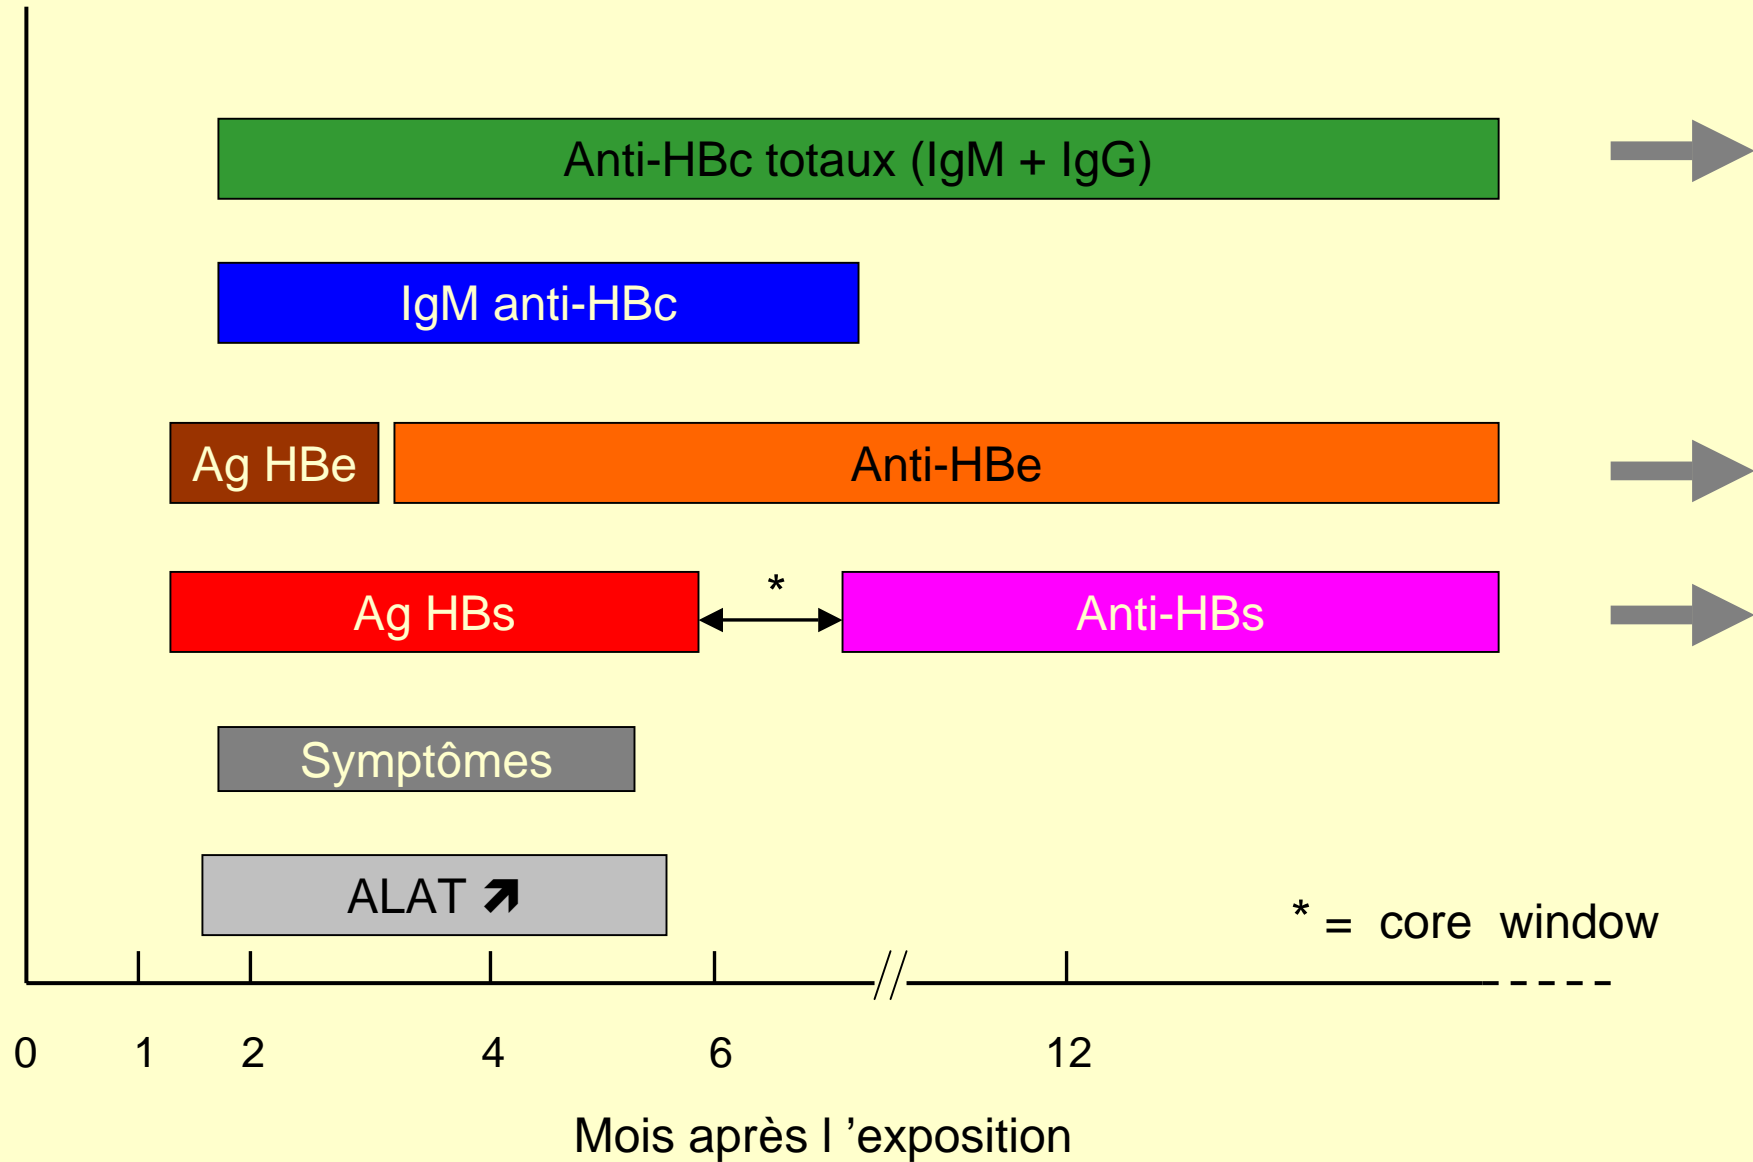 Anti-HBc totaux (IgM + IgG)
IgM anti-HBc
Ag HBe
Anti-HBe
Ag HBs
*
Anti-HBs
Symptômes
ALAT ↗
* = core window
0 1 2 4 6 // 12
Mois après l ’exposition